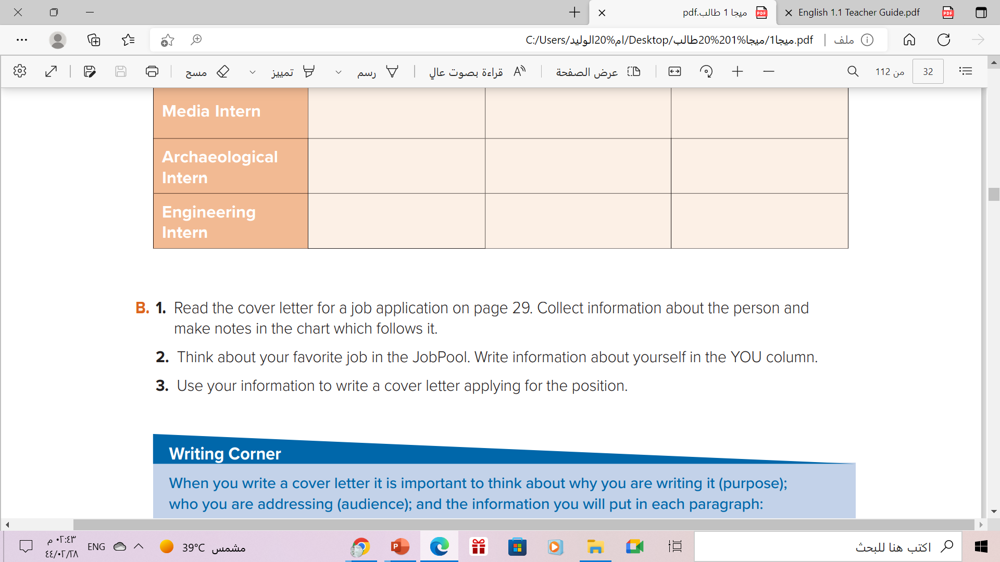 ميجا 1 طالب.pdf
English 1.1 Teacher Guide.pdf
C:/Users/ام%20الوليد/Desktop/ميجا1/ميجا%201%20طالب.pdf
ملف
مسح
تمييز
رسم
قراءة بصوت عالٍ
عرض الصفحة
من 112
32
Media Intern
Archaeological
Intern
Engineering
Intern
B. 1. Read the cover letter for a job application on page 29. Collect information about the person and
make notes in the chart which follows it.
2. Think about your favorite job in the JobPool. Write information about yourself in the YOU column.
3. Use your information to write a cover letter applying for the position.
Writing Corner
When you write a cover letter it is important to think about why you are writing it (purpose);
who you are addressing (audience); and the information you will put in each paragraph:
٠٢:٤٣ م
٤٤/٠٢/٢٨
ENG
39°C مشمس
اكتب هنا للبحث